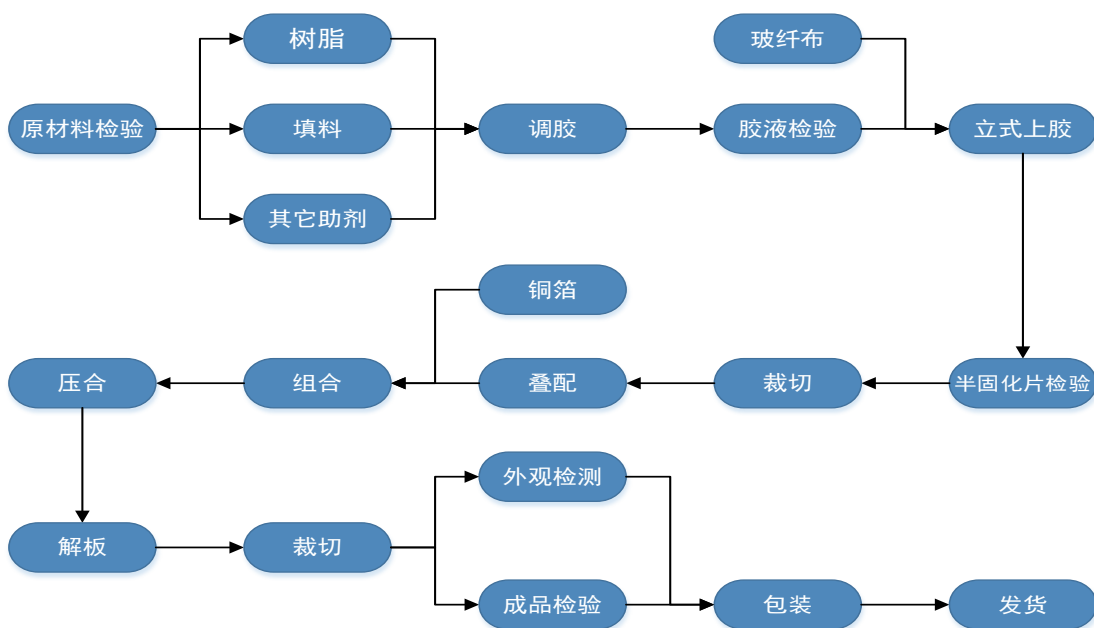 树脂
玻纤布
原材料检验
填料
调胶
胶液检验
立式上胶
其它助剂
铜箔
压合
组合
叠配
裁切
半固化片检验
外观检测
解板
裁切
成品检验
包装
发货